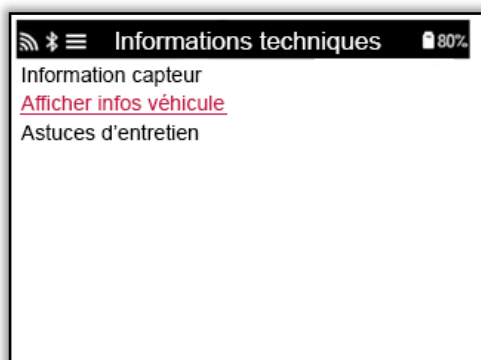 Informations techniques 80%
Information capteur
Afficher infos véhicule
Astuces d’entretien